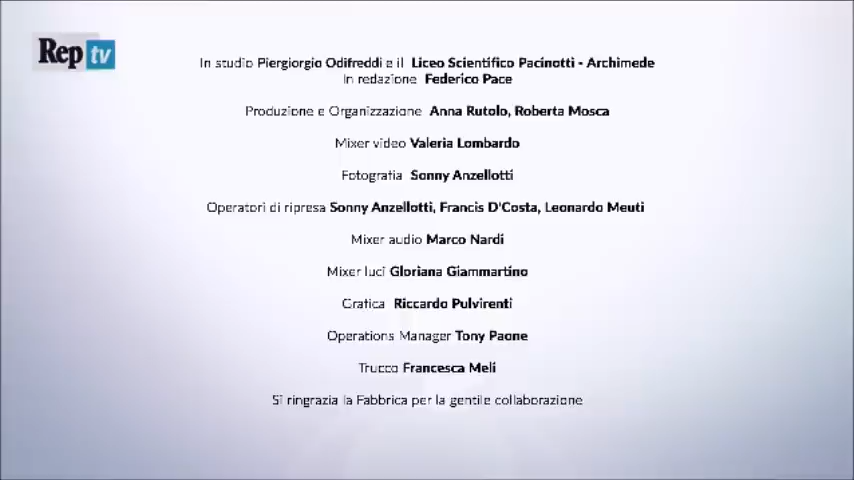 Rep tv
In studio Piergiorgio Odifreddi e il Liceo Scientifico Pacinotti - Archimede
In redazione Federico Pace
Produzione e Organizzazione Anna Rutolo, Roberta Mosca
Mixer video Valeria Lombardo
Fotografia Sonny Anzellotti
Operatori di ripresa Sonny Anzellotti, Francis D'Costa, Leonardo Meuti
Mixer audio Marco Nardi
Mixer luci Gloriana Giammartino
Grafica Riccardo Pulvirenti
Operations Manager Tony Paone
Trucco Francesca Meli
Si ringrazia la Fabbrica per la gentile collaborazione